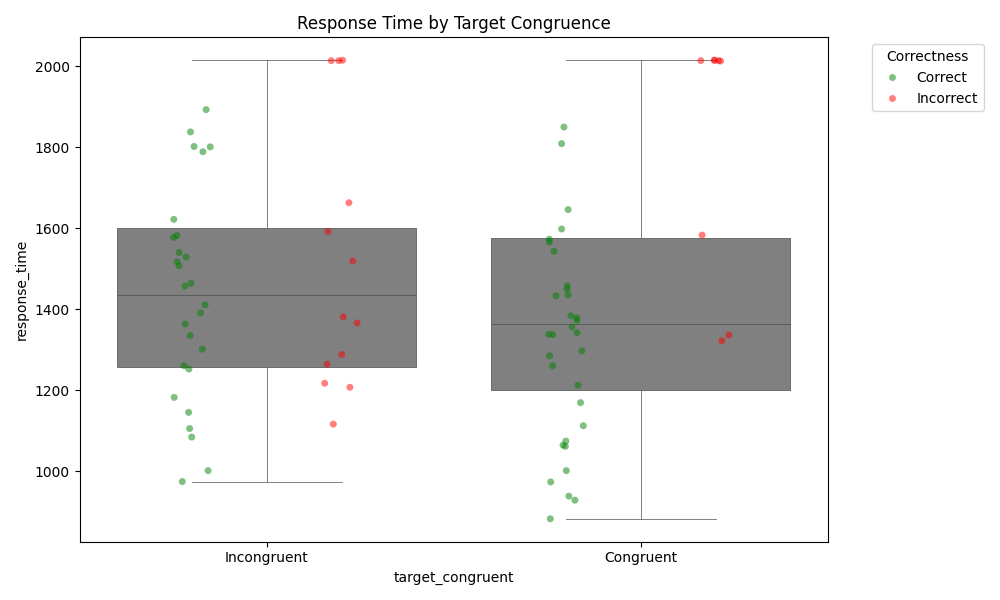 Response Time by Target Congruence
Correctness
Correct
Incorrect
response_time
2000
1800
1600
1400
1200
1000
Incongruent
Congruent
target_congruent